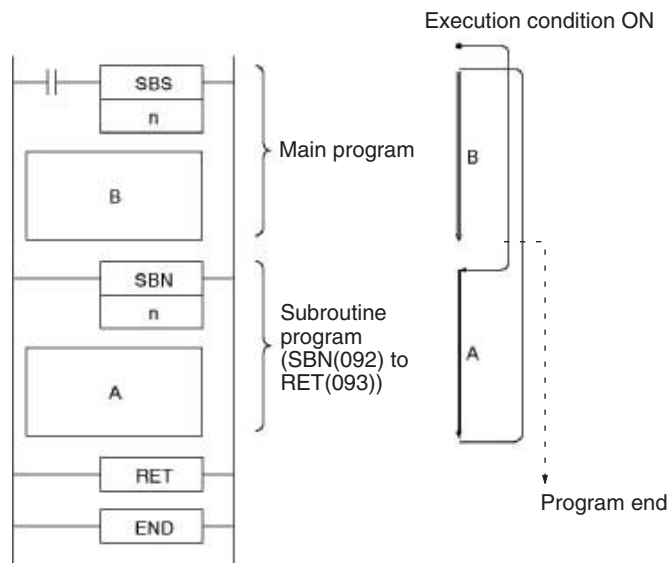 Execution condition ON
SBS
n
Main program
B
B
SBN
n
Subroutine
program
(SBN(092) to
RET(093))
A
A
RET
END
Program end